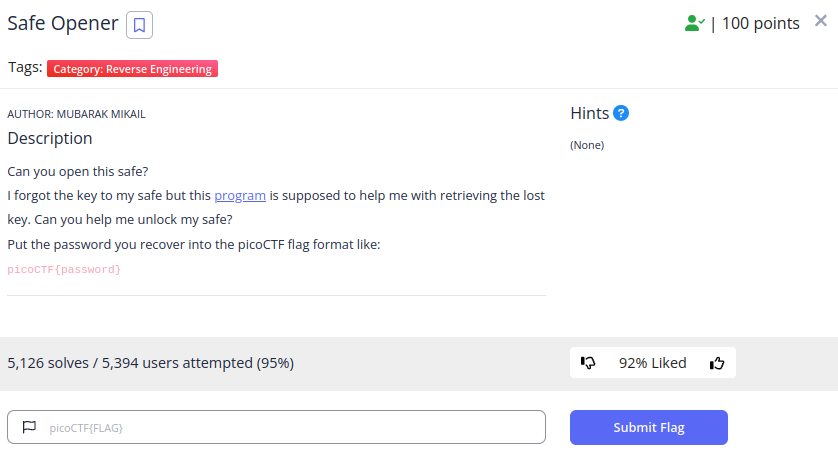 Safe Opener
| 100 points
Tags: Category: Reverse Engineering
AUTHOR: MUBARAK MIKAIL
Hints ?
Description
(None)
Can you open this safe?
I forgot the key to my safe but this program is supposed to help me with retrieving the lost
key. Can you help me unlock my safe?
Put the password you recover into the picoCTF flag format like:
picoCTF{password}
5,126 solves / 5,394 users attempted (95%)
92% Liked
picoCTF{FLAG}
Submit Flag